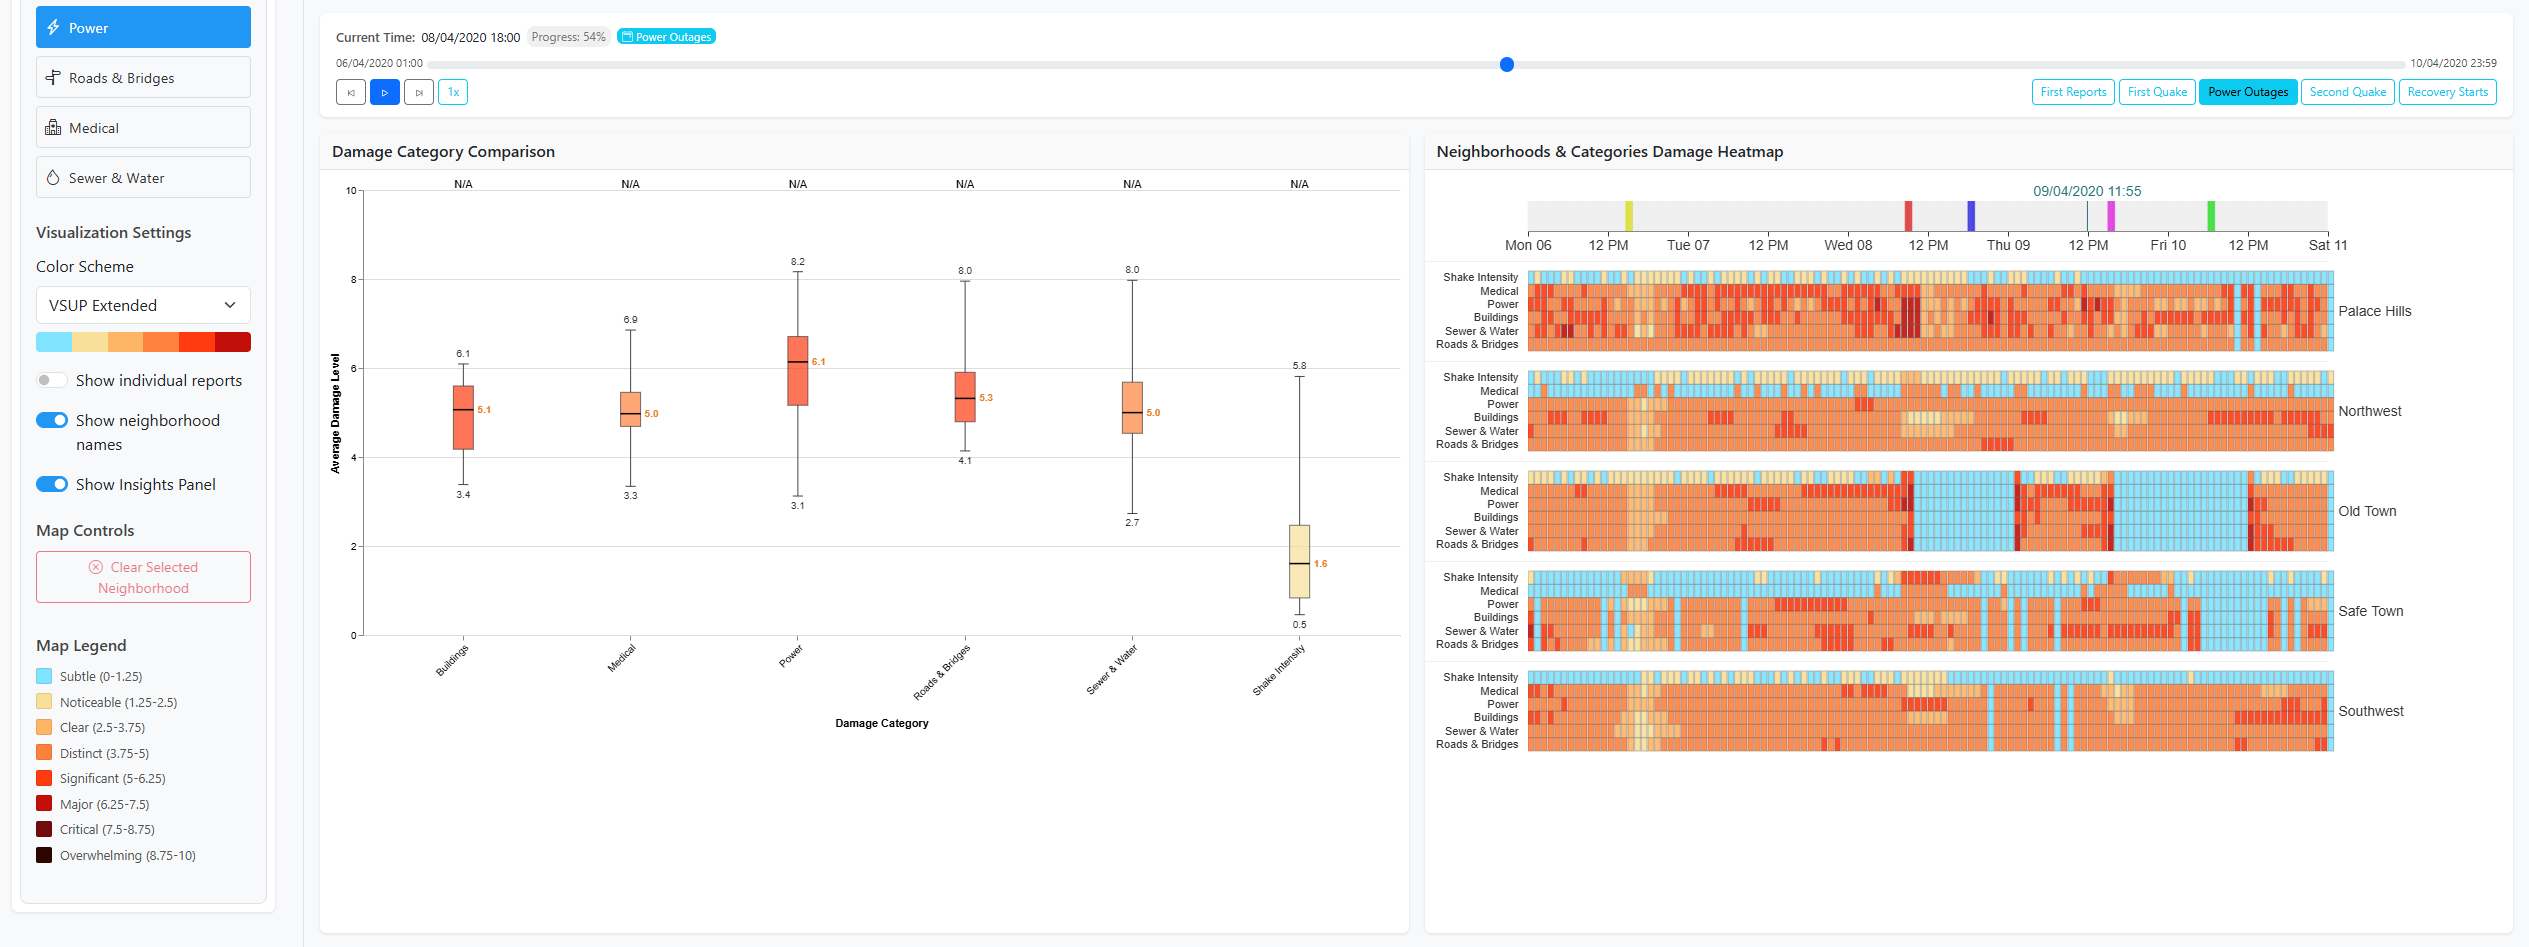 Power
Roads & Bridges
Medical
Sewer & Water
Visualization Settings
Color Scheme
VSUP Extended
Show individual reports
Show neighborhood
names
Show Insights Panel
Map Controls
Clear Selected
Neighborhood
Map Legend
Subtle (0-1.25)
Noticeable (1.25-2.5)
Clear (2.5-3.75)
Distinct (3.75-5)
Significant (5-6.25)
Major (6.25-7.5)
Critical (7.5-8.75)
Overwhelming (8.75-10)
Current Time: 08/04/2020 18:00 Progress: 54% Power Outages
06/04/2020 01:00 10/04/2020 23:59
1x First Reports First Quake Power Outages Second Quake Recovery Starts
Damage Category Comparison
N/A N/A N/A N/A N/A N/A
10
8
6
4
2
0
Average Damage Level
6.1
5.1
3.4
6.9
5.0
3.3
8.2
6.1
3.1
8.0
5.3
4.1
8.0
5.0
2.7
5.8
1.6
0.5
Buildings
Medical
Power
Roads & Bridges
Sewer & Water
Shake Intensity
Damage Category
Neighborhoods & Categories Damage Heatmap
09/04/2020 11:55
Mon 06 12 PM Tue 07 12 PM Wed 08 12 PM Thu 09 12 PM Fri 10 12 PM Sat 11
Shake Intensity
Medical
Power
Buildings
Sewer & Water
Roads & Bridges
Palace Hills
Shake Intensity
Medical
Power
Buildings
Sewer & Water
Roads & Bridges
Northwest
Shake Intensity
Medical
Power
Buildings
Sewer & Water
Roads & Bridges
Old Town
Shake Intensity
Medical
Power
Buildings
Sewer & Water
Roads & Bridges
Safe Town
Shake Intensity
Medical
Power
Buildings
Sewer & Water
Roads & Bridges
Southwest